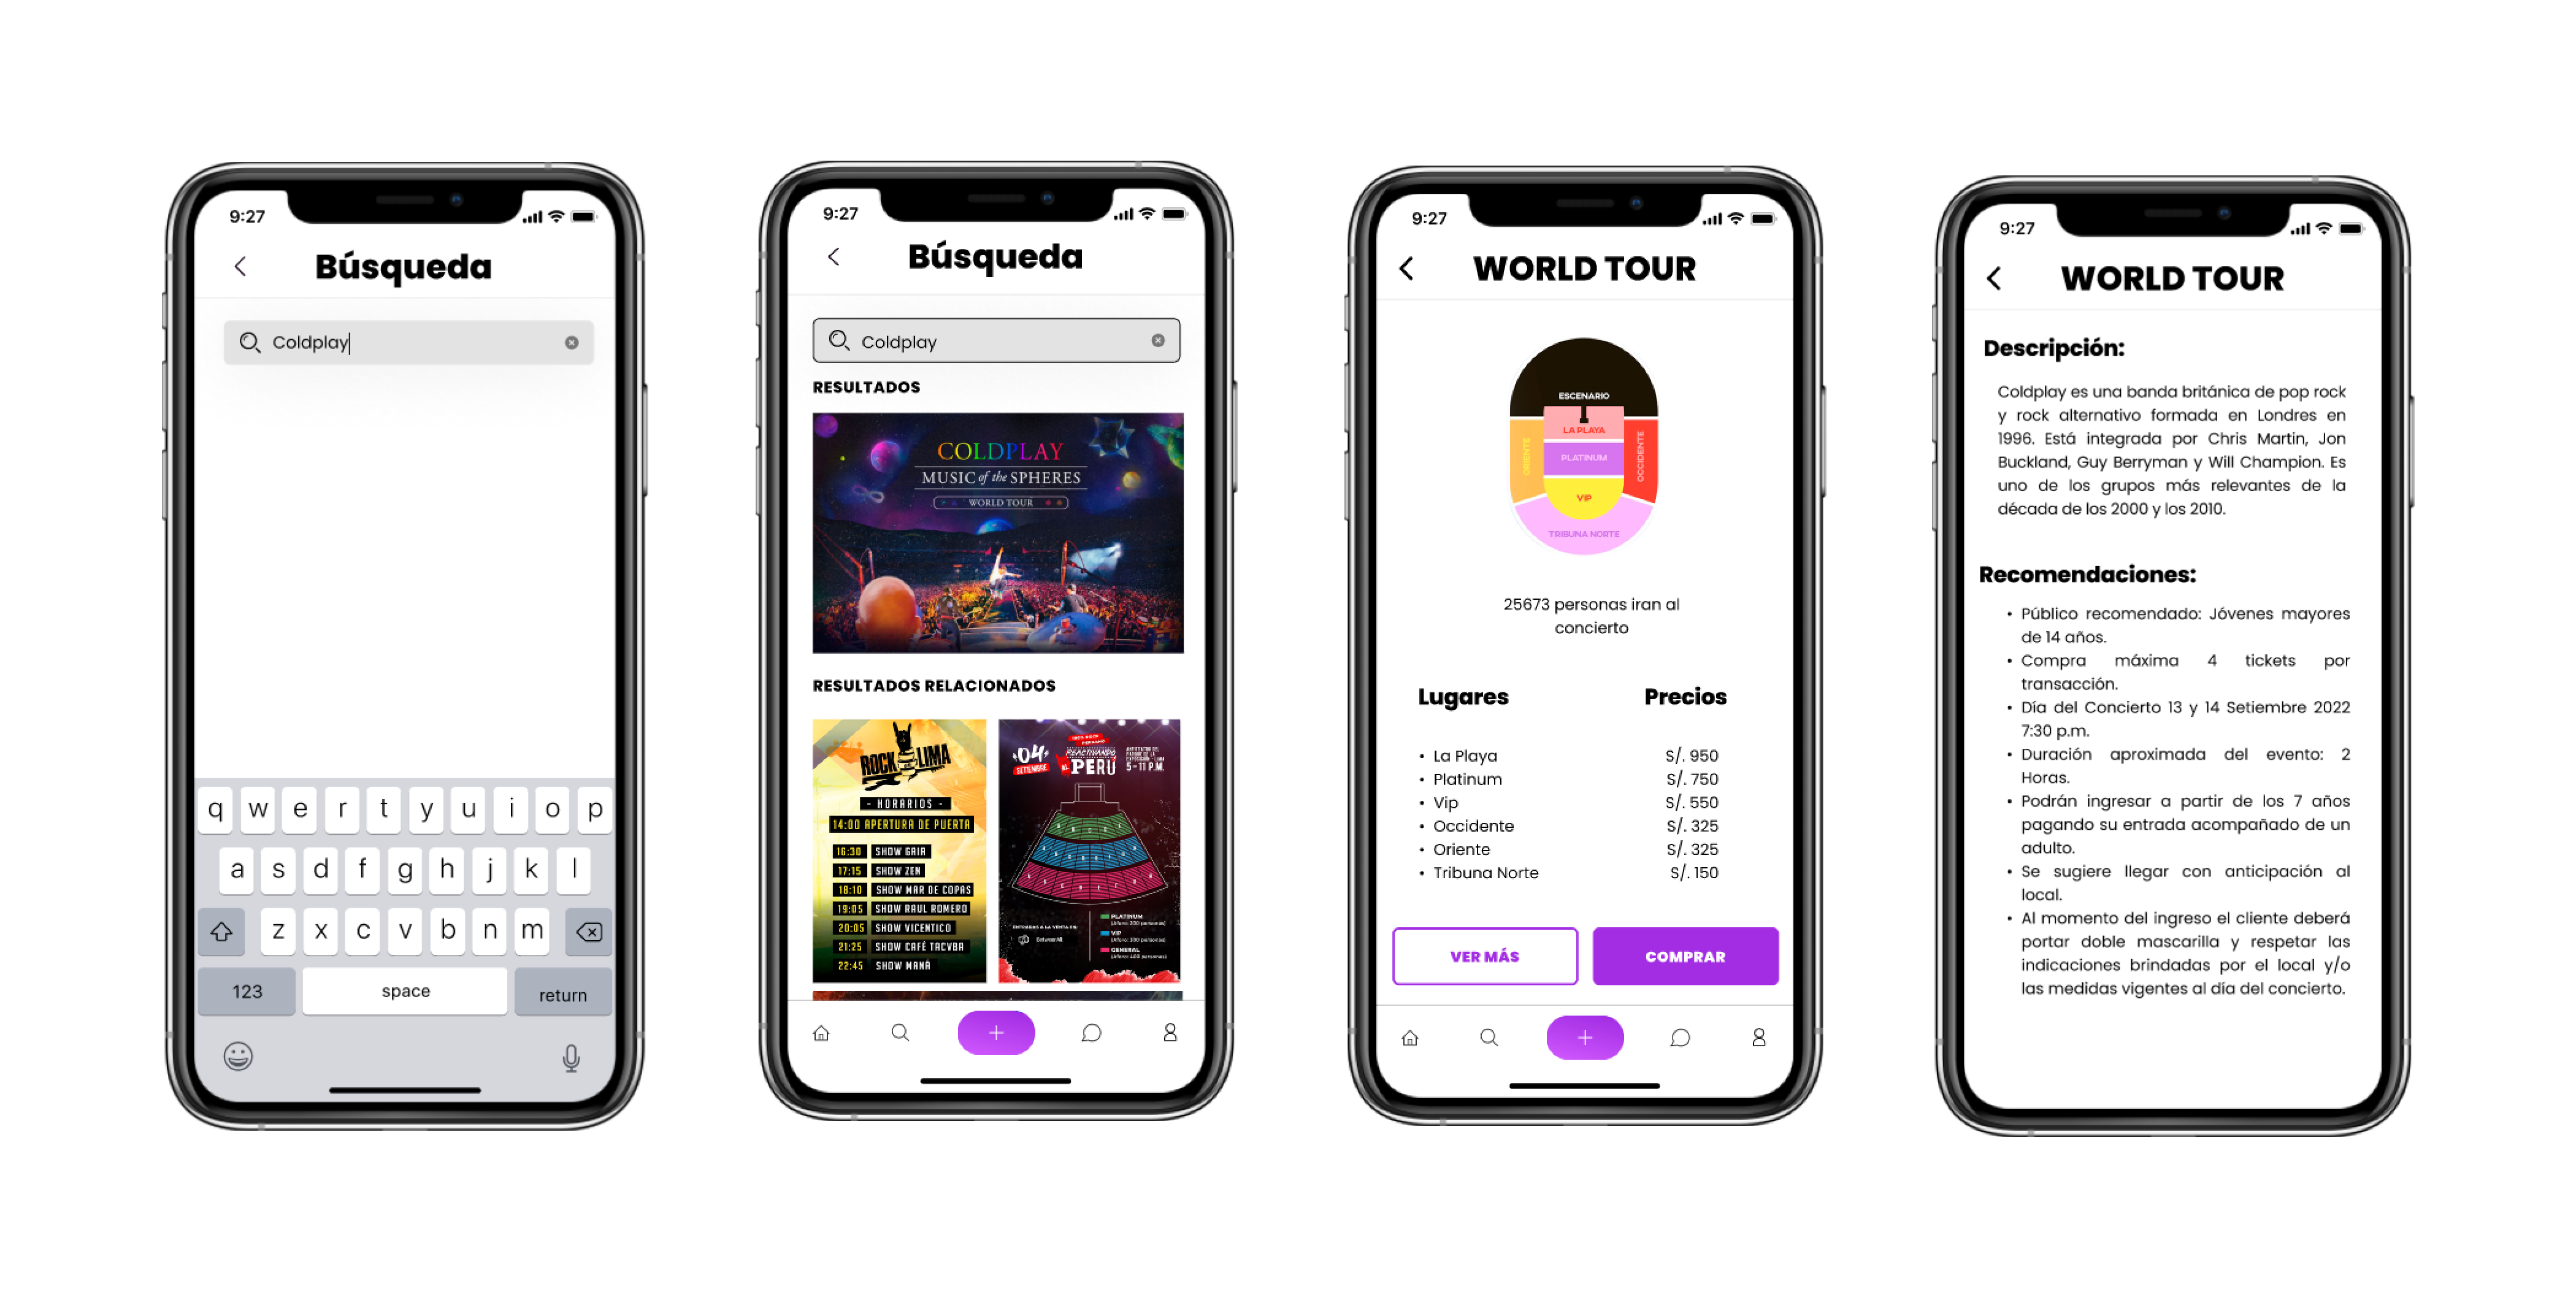 9:27
Búsqueda
Coldplay
q w e r t y u i o p
a s d f g h j k l
z x c v b n m
123 space return
9:27
Búsqueda
Coldplay
RESULTADOS
COLDPLAY
MUSIC of the SPHERES
WORLD TOUR
RESULTADOS RELACIONADOS
ROCK LIMA
- HORARIOS -
14:00 APERTURA DE PUERTA
16:30 SHOW GAIA
17:15 SHOW ZEN
18:10 SHOW MAR DE COPAS
19:05 SHOW RAUL ROMERO
20:05 SHOW VICENTICO
21:25 SHOW CAFÉ TACVBA
22:45 SHOW MANÁ
04
SETIEMBRE
REACTIVANDO
AL PERÚ
5-11 P.M.
PLATINUM
VIP
GENERAL
9:27
WORLD TOUR
ESCENARIO
LA PLAYA
ORIENTE
PLATINUM
OCCIDENTE
VIP
TRIBUNA NORTE
25673 personas iran al
concierto
Lugares Precios
• La Playa S/. 950
• Platinum S/. 750
• Vip S/. 550
• Occidente S/. 325
• Oriente S/. 325
• Tribuna Norte S/. 150
VER MÁS COMPRAR
9:27
WORLD TOUR
Descripción:
Coldplay es una banda británica de pop rock
y rock alternativo formada en Londres en
1996. Está integrada por Chris Martin, Jon
Buckland, Guy Berryman y Will Champion. Es
uno de los grupos más relevantes de la
década de los 2000 y los 2010.
Recomendaciones:
• Público recomendado: Jóvenes mayores
de 14 años.
• Compra máxima 4 tickets por
transacción.
• Día del Concierto 13 y 14 Setiembre 2022
7:30 p.m.
• Duración aproximada del evento: 2
Horas.
• Podrán ingresar a partir de los 7 años
pagando su entrada acompañado de un
adulto.
• Se sugiere llegar con anticipación al
local.
• Al momento del ingreso el cliente deberá
portar doble mascarilla y respetar las
indicaciones brindadas por el local y/o
las medidas vigentes al día del concierto.